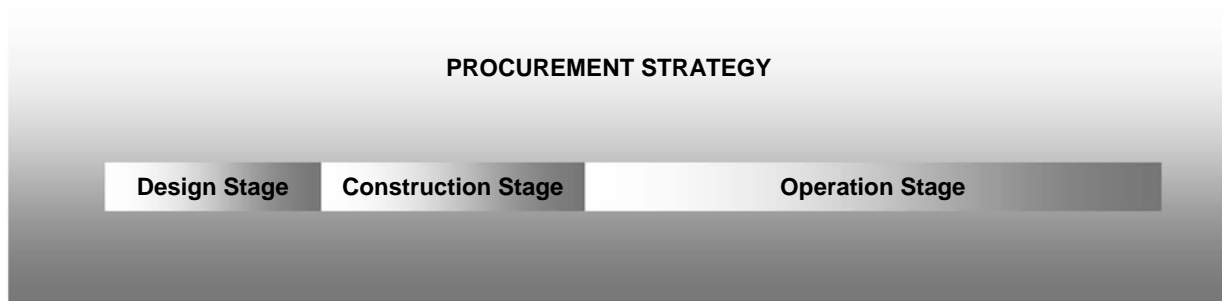 PROCUREMENT STRATEGY
Design Stage Construction Stage Operation Stage